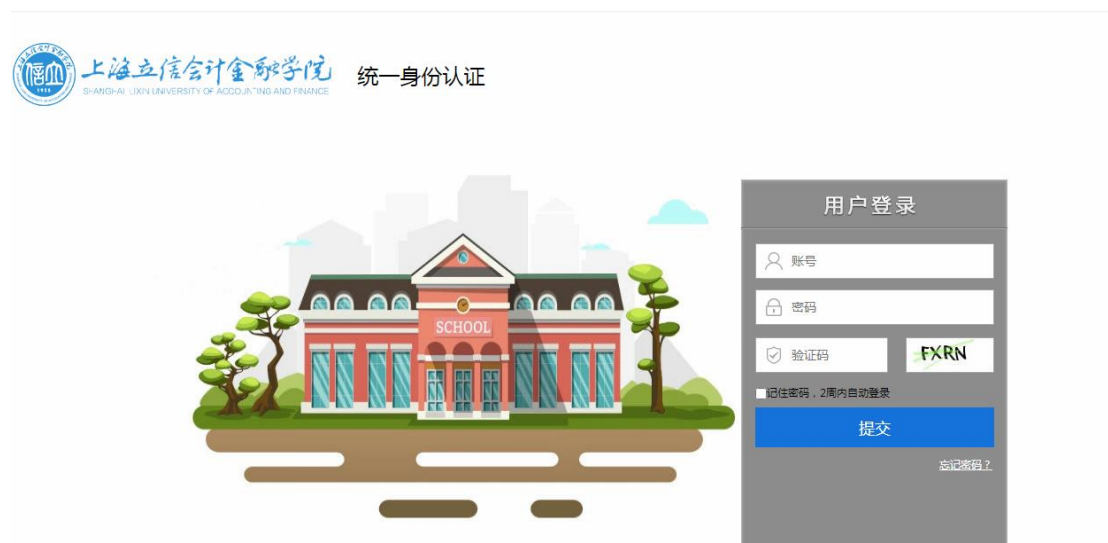 上海立信会计金融学院
SHANGHAI LIXIN UNIVERSITY OF ACCOUNTING AND FINANCE
统一身份认证
SCHOOL
用户登录
账号
密码
验证码
FXRN
记住密码，2周内自动登录
提交
忘记密码？